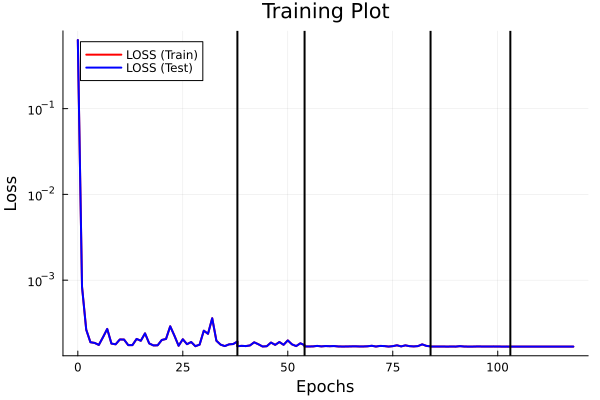 Training Plot
LOSS (Train)
LOSS (Test)
Loss
10^-1
10^-2
10^-3
0 25 50 75 100
Epochs